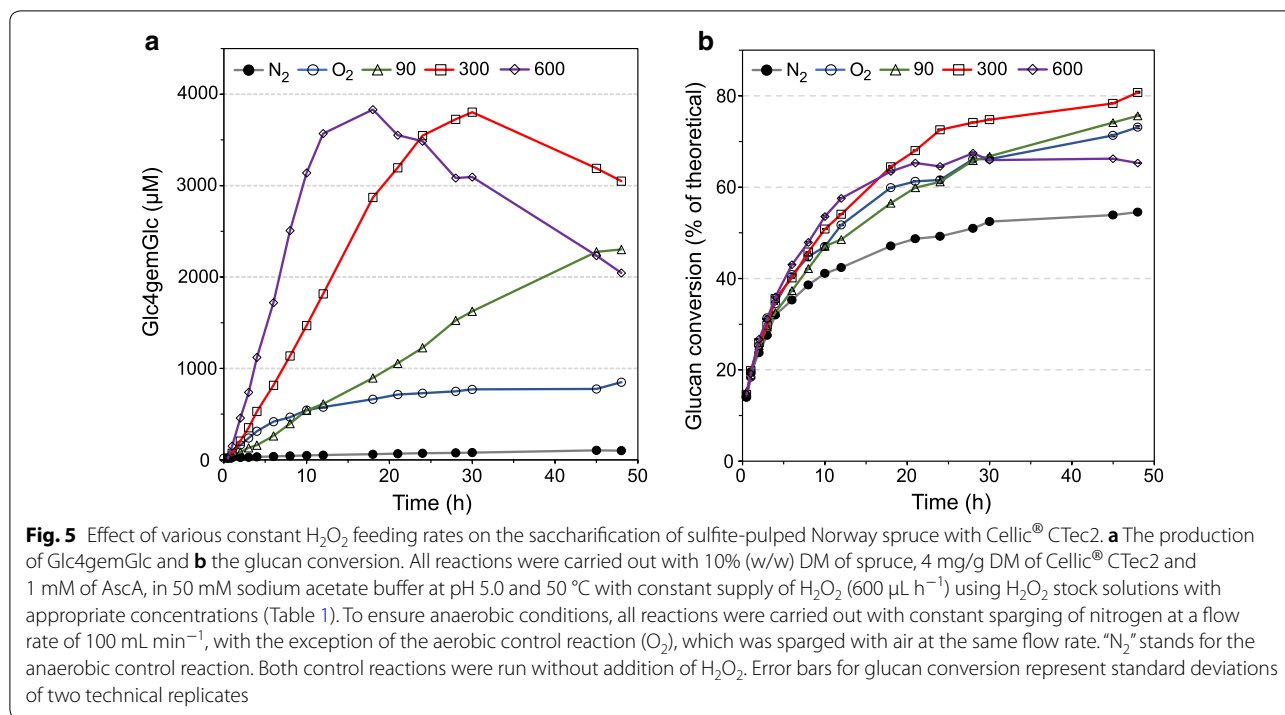 a
b
N₂ O₂ 90 300 600
N₂ O₂ 90 300 600
4000
3000
2000
1000
0
Glc4gemGlc (µM)
0 10 20 30 40 50
Time (h)
80
60
40
20
0
Glucan conversion (% of theoretical)
0 10 20 30 40 50
Time (h)
Fig. 5 Effect of various constant H₂O₂ feeding rates on the saccharification of sulfite-pulped Norway spruce with Cellic® CTec2. a The production
of Glc4gemGlc and b the glucan conversion. All reactions were carried out with 10% (w/w) DM of spruce, 4 mg/g DM of Cellic® CTec2 and
1 mM of AscA, in 50 mM sodium acetate buffer at pH 5.0 and 50 °C with constant supply of H₂O₂ (600 µL h⁻¹) using H₂O₂ stock solutions with
appropriate concentrations (Table 1). To ensure anaerobic conditions, all reactions were carried out with constant sparging of nitrogen at a flow
rate of 100 mL min⁻¹, with the exception of the aerobic control reaction (O₂), which was sparged with air at the same flow rate. “N₂” stands for the
anaerobic control reaction. Both control reactions were run without addition of H₂O₂. Error bars for glucan conversion represent standard deviations
of two technical replicates